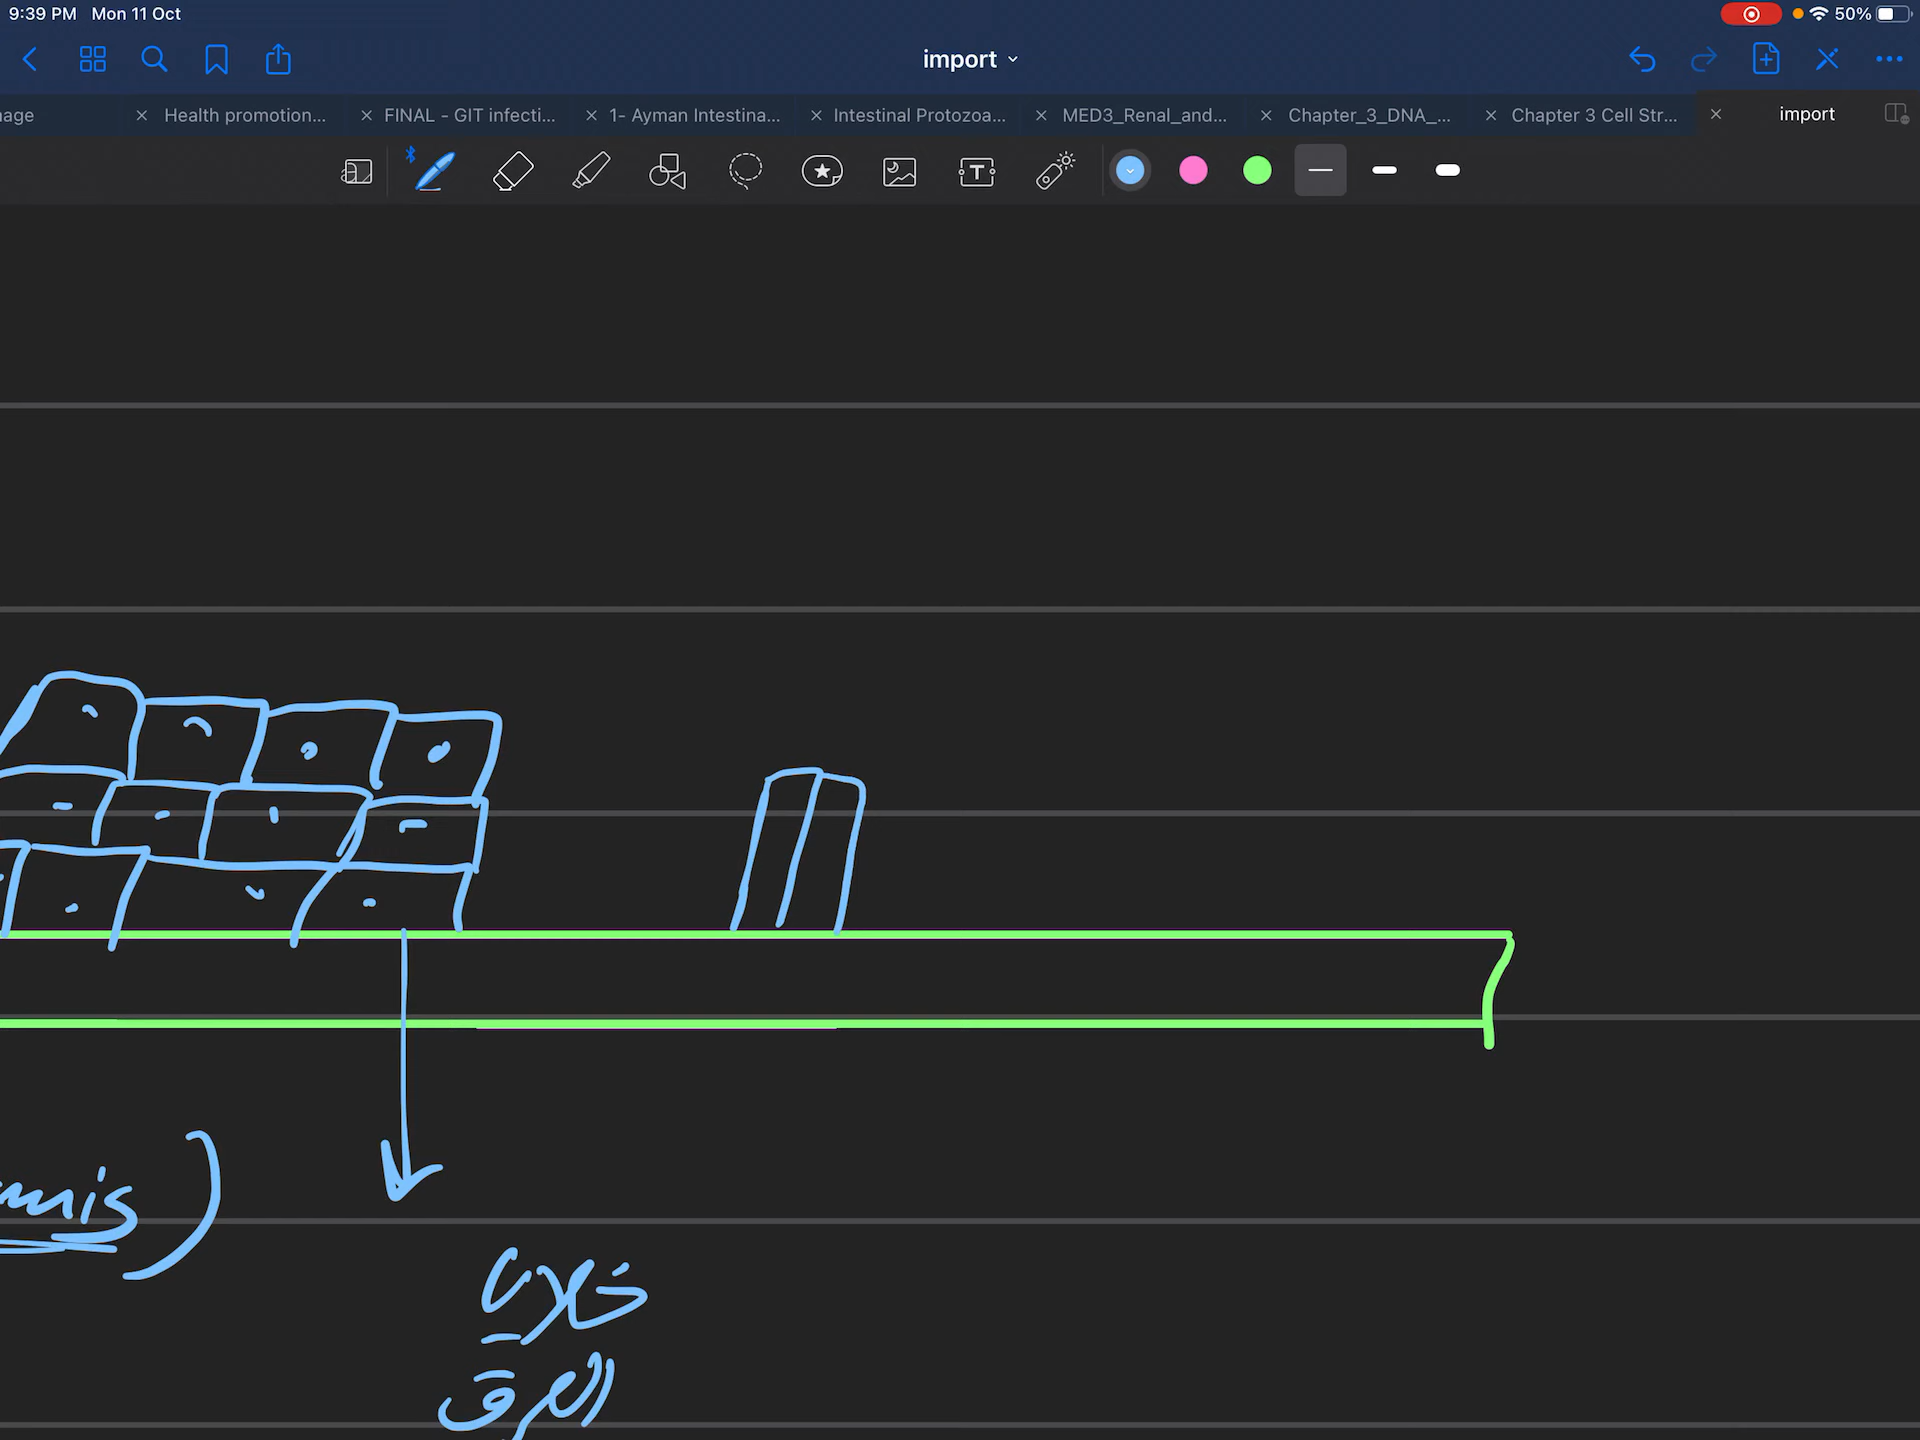 9:39 PM Mon 11 Oct 50%
import
nage Health promotion... FINAL - GIT infecti... 1- Ayman Intestina... Intestinal Protozoa... MED3_Renal_and... Chapter_3_DNA_... Chapter 3 Cell Str... import
T
mis)
خلايا
العرق